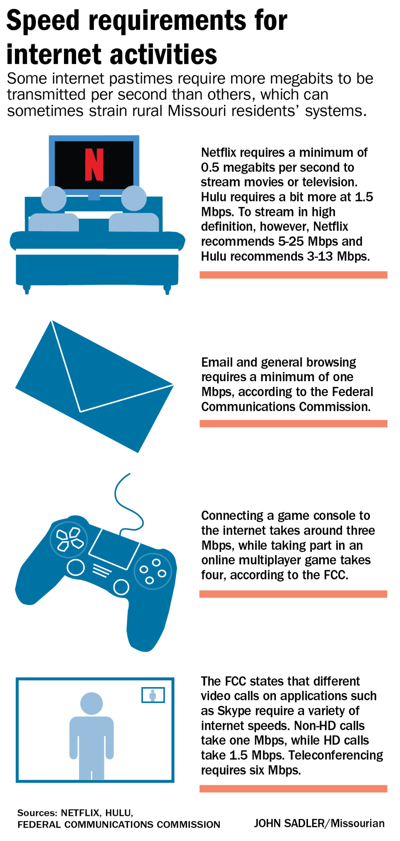 Speed requirements for
internet activities
Some internet pastimes require more megabits to be
transmitted per second than others, which can
sometimes strain rural Missouri residents' systems.
N
Netflix requires a minimum of
0.5 megabits per second to
stream movies or television.
Hulu requires a bit more at 1.5
Mbps. To stream in high
definition, however, Netflix
recommends 5-25 Mbps and
Hulu recommends 3-13 Mbps.
Email and general browsing
requires a minimum of one
Mbps, according to the Federal
Communications Commission.
Connecting a game console to
the internet takes around three
Mbps, while taking part in an
online multiplayer game takes
four, according to the FCC.
The FCC states that different
video calls on applications such
as Skype require a variety of
internet speeds. Non-HD calls
take one Mbps, while HD calls
take 1.5 Mbps. Teleconferencing
requires six Mbps.
Sources: NETFLIX, HULU,
FEDERAL COMMUNICATIONS COMMISSION
JOHN SADLER/Missourian